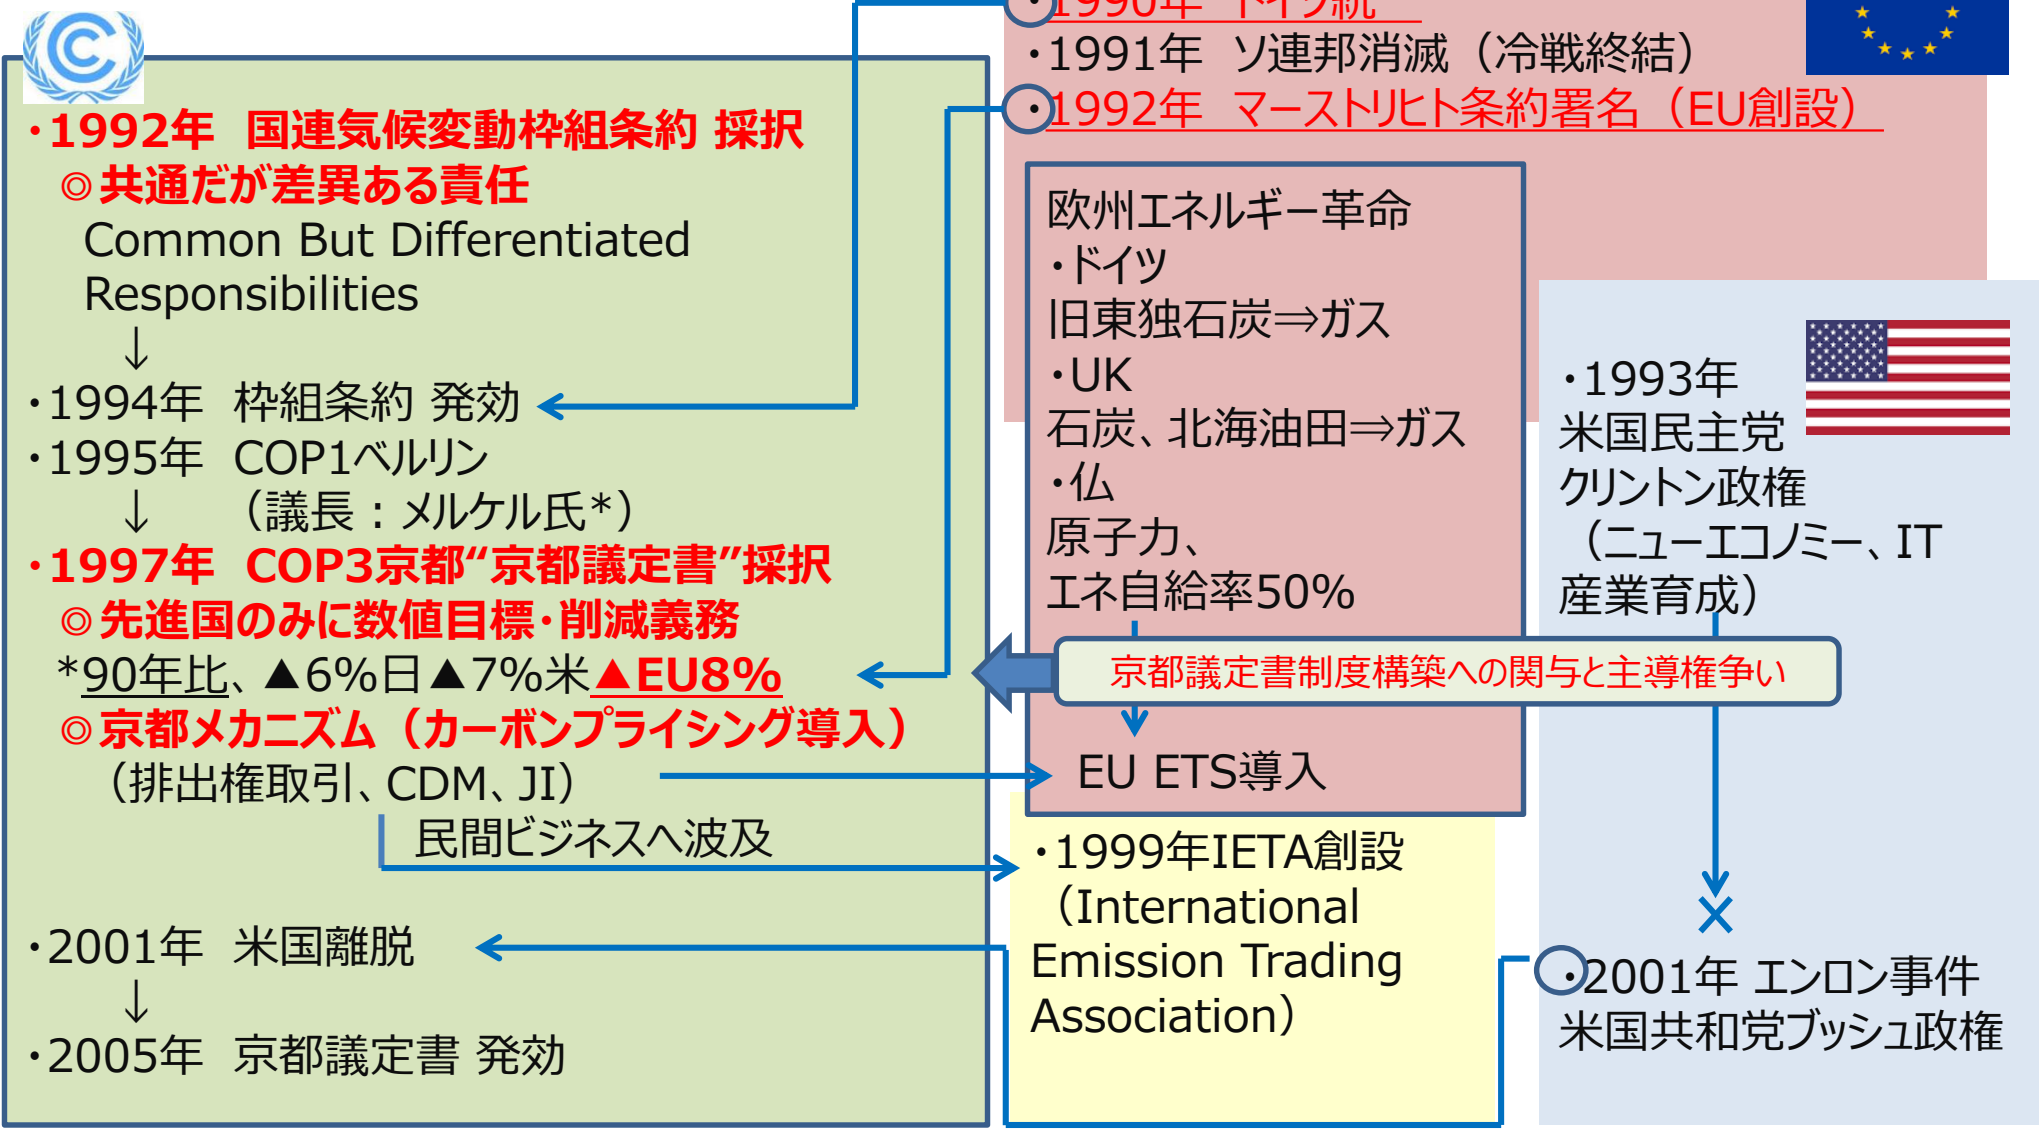 ・1992年 国連気候変動枠組条約 採択
◎共通だが差異ある責任
Common But Differentiated
Responsibilities
↓
・1994年 枠組条約 発効
・1995年 COP1ベルリン
↓ （議長：メルケル氏*）
・1997年 COP3京都“京都議定書”採択
◎先進国のみに数値目標・削減義務
*90年比、▲6%日▲7%米▲EU8%
◎京都メカニズム（カーボンプライシング導入）
（排出権取引、CDM、JI）
民間ビジネスへ波及
・2001年 米国離脱
↓
・2005年 京都議定書 発効
・1990年 ドイツ統
・1991年 ソ連邦消滅（冷戦終結）
・1992年 マーストリヒト条約署名（EU創設）
欧州エネルギー革命
・ドイツ
旧東独石炭⇒ガス
・UK
石炭、北海油田⇒ガス
・仏
原子力、
エネ自給率50%
京都議定書制度構築への関与と主導権争い
EU ETS導入
・1999年IETA創設
（International
Emission Trading
Association）
・1993年
米国民主党
クリントン政権
（ニューエコノミー、IT
産業育成）
×
・2001年 エンロン事件
米国共和党ブッシュ政権